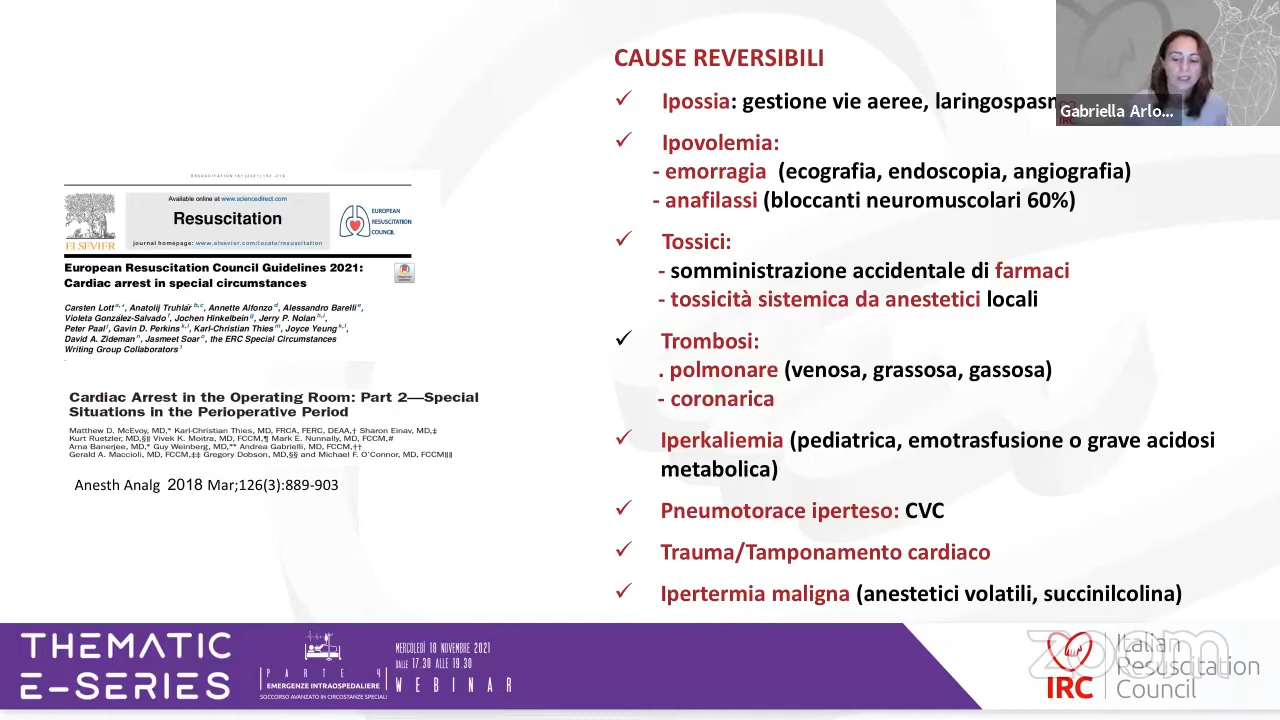 CAUSE REVERSIBILI
✓ Ipossia: gestione vie aeree, laringospasm
✓ Ipovolemia:
- emorragia (ecografia, endoscopia, angiografia)
- anafilassi (bloccanti neuromuscolari 60%)
✓ Tossici:
- somministrazione accidentale di farmaci
- tossicità sistemica da anestetici locali
✓ Trombosi:
. polmonare (venosa, grassosa, gassosa)
- coronarica
✓ Iperkaliemia (pediatrica, emotrasfusione o grave acidosi
metabolica)
✓ Pneumotorace iperteso: CVC
✓ Trauma/Tamponamento cardiaco
✓ Ipertermia maligna (anestetici volatili, succinilcolina)
Gabriella Arlo...
Available online at www.sciencedirect.com
Resuscitation
journal homepage: www.elsevier.com/locate/resuscitation
ELSEVIER
EUROPEAN
RESUSCITATION
COUNCIL
European Resuscitation Council Guidelines 2021:
Cardiac arrest in special circumstances
Carsten Lott a,*, Anatolij Truhlář b,c, Annette Alfonzo d, Alessandro Barelli e,
Violeta González-Salvado f, Jochen Hinkelbein g, Jerry P. Nolan h,i,
Peter Paal j, Gavin D. Perkins k,l, Karl-Christian Thies m, Joyce Yeung k,l,
David A. Zideman n, Jasmeet Soar o, the ERC Special Circumstances
Writing Group Collaborators 1
Cardiac Arrest in the Operating Room: Part 2—Special
Situations in the Perioperative Period
Matthew D. McEvoy, MD,* Karl-Christian Thies, MD, FRCA, FERC, DEAA,† Sharon Einav, MD,‡
Kurt Ruetzler, MD,§‖ Vivek K. Moitra, MD, FCCM,¶ Mark E. Nunnally, MD, FCCM,#
Arna Banerjee, MD,* Guy Weinberg, MD,** Andrea Gabrielli, MD, FCCM,††
Gerald A. Maccioli, MD, FCCM,‡‡ Gregory Dobson, MD,§§ and Michael F. O'Connor, MD, FCCM‖‖
Anesth Analg 2018 Mar;126(3):889-903
THEMATIC
E-SERIES
PARTE 4
EMERGENZE INTRAOSPEDALIERE
SOCCORSO AVANZATO IN CIRCOSTANZE SPECIALI
MERCOLEDÌ 10 NOVEMBRE 2021
DALLE 17.30 ALLE 19.30
WEBINAR
IRC
Italian
Resuscitation
Council
zoom